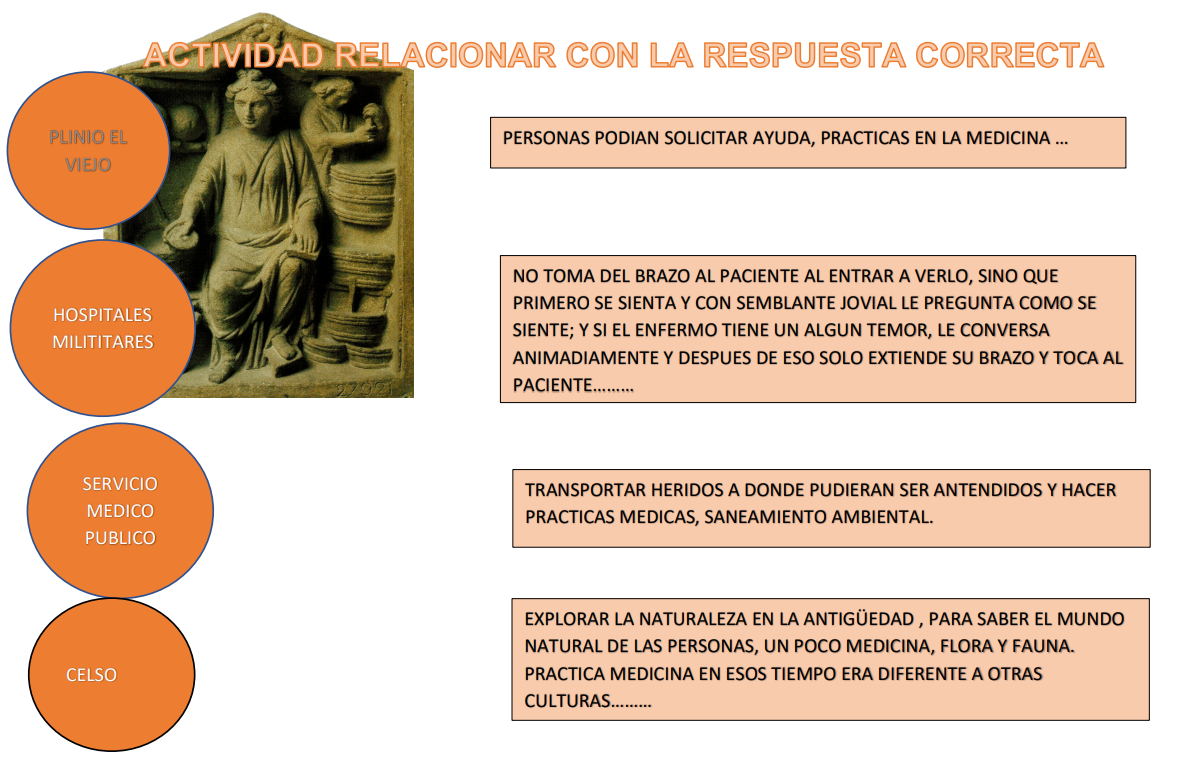 ACTIVIDAD RELACIONAR CON LA RESPUESTA CORRECTA
PLINIO EL
VIEJO
PERSONAS PODIAN SOLICITAR AYUDA, PRACTICAS EN LA MEDICINA …
HOSPITALES
MILITITARES
NO TOMA DEL BRAZO AL PACIENTE AL ENTRAR A VERLO, SINO QUE
PRIMERO SE SIENTA Y CON SEMBLANTE JOVIAL LE PREGUNTA COMO SE
SIENTE; Y SI EL ENFERMO TIENE UN ALGUN TEMOR, LE CONVERSA
ANIMADIAMENTE Y DESPUES DE ESO SOLO EXTIENDE SU BRAZO Y TOCA AL
PACIENTE………
SERVICIO
MEDICO
PUBLICO
TRANSPORTAR HERIDOS A DONDE PUDIERAN SER ANTENDIDOS Y HACER
PRACTICAS MEDICAS, SANEAMIENTO AMBIENTAL.
CELSO
EXPLORAR LA NATURALEZA EN LA ANTIGÜEDAD , PARA SABER EL MUNDO
NATURAL DE LAS PERSONAS, UN POCO MEDICINA, FLORA Y FAUNA.
PRACTICA MEDICINA EN ESOS TIEMPO ERA DIFERENTE A OTRAS
CULTURAS………